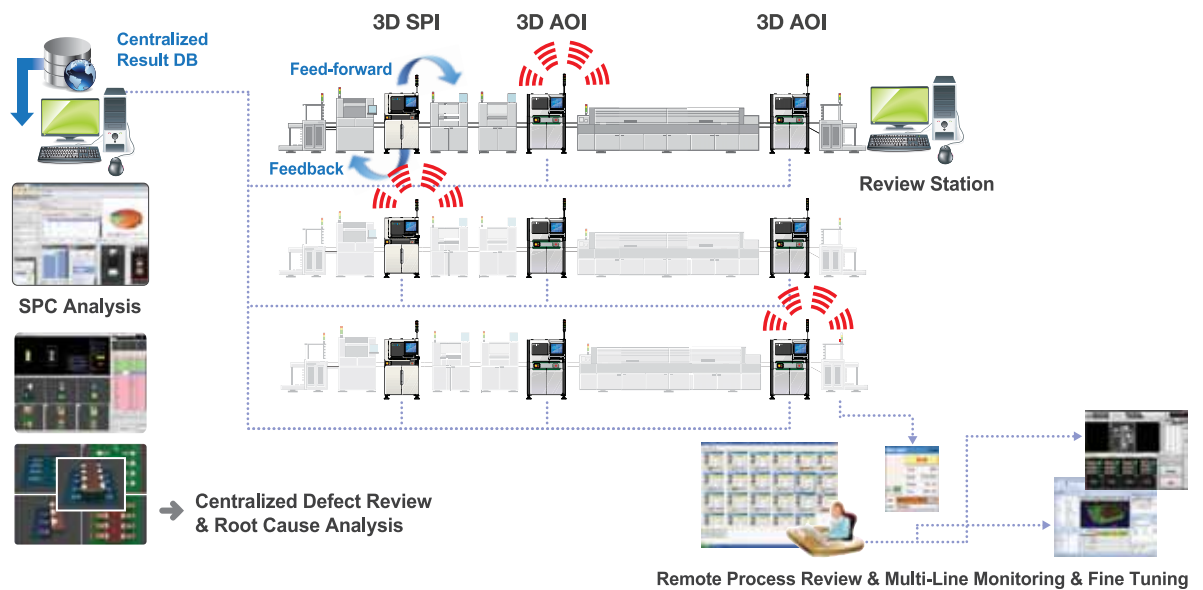 3D SPI
3D AOI
3D AOI
Centralized
Result DB
Feed-forward
Feedback
Review Station
SPC Analysis
Centralized Defect Review
& Root Cause Analysis
Remote Process Review & Multi-Line Monitoring & Fine Tuning